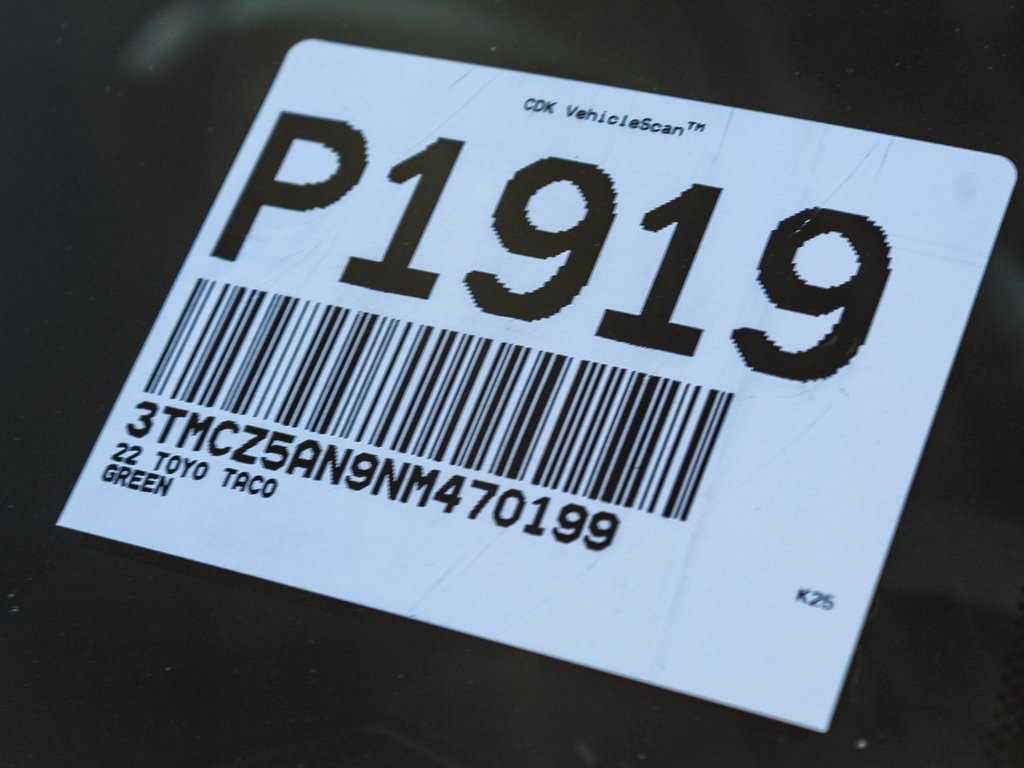 CDK VehicleScan™
P1919
3TMCZ5AN9NM470199
22 TOYO TACO
GREEN
K25